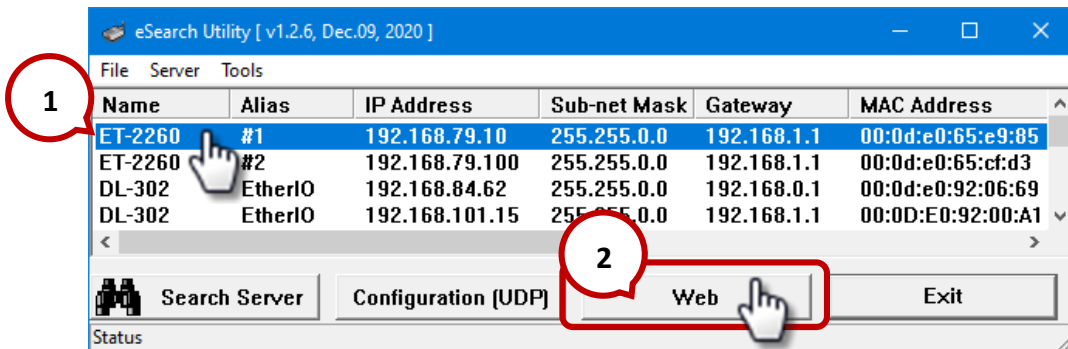 eSearch Utility [ v1.2.6, Dec.09, 2020 ]
File Server Tools
1
Name Alias IP Address Sub-net Mask Gateway MAC Address
ET-2260 #1 192.168.79.10 255.255.0.0 192.168.1.1 00:0d:e0:65:e9:85
ET-2260 #2 192.168.79.100 255.255.0.0 192.168.1.1 00:0d:e0:65:cf:d3
DL-302 EtherIO 192.168.84.62 255.255.0.0 192.168.0.1 00:0d:e0:92:06:69
DL-302 EtherIO 192.168.101.15 255.255.0.0 192.168.1.1 00:0D:E0:92:00:A1
2
Search Server Configuration (UDP) Web Exit
Status